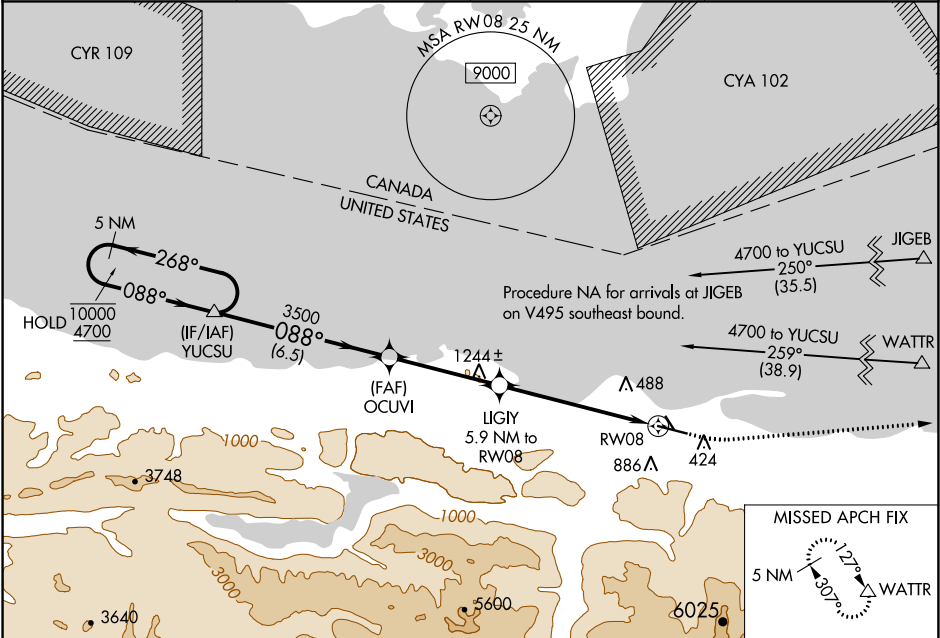 CYR 109
MSA RW08 25 NM
9000
CYA 102
CANADA
UNITED STATES
5 NM
268°
088°
HOLD
10000
4700
(IF/IAF)
YUCSU
3500
088°
(6.5)
(FAF)
OCUVI
1244±
LIGIY
5.9 NM to
RW08
488
RW08
886
424
4700 to YUCSU
250°
(35.5)
JIGEB
Procedure NA for arrivals at JIGEB
on V495 southeast bound.
4700 to YUCSU
259°
(38.9)
WATTR
1000
3748
1000
3000
3000
3640
5600
6025
MISSED APCH FIX
5 NM
127°
307°
WATTR